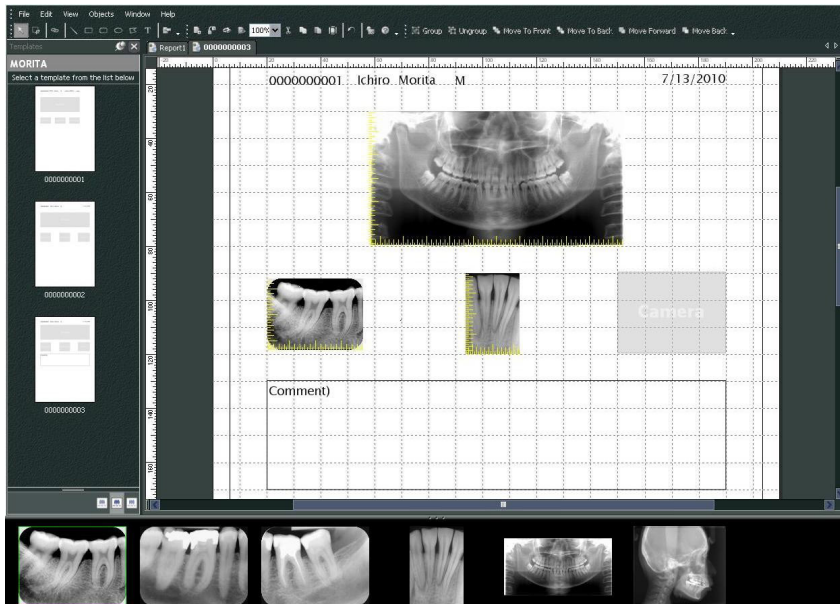 File Edit View Objects Window Help
T 100% X Group Ungroup Move To Front Move To Back Move Forward Move Back
Templates Report1 0000000003
MORITA
Select a template from the list below
0000000001
0000000002
0000000003
0000000001 Ichiro Morita M 7/13/2010
Camera
Comment)